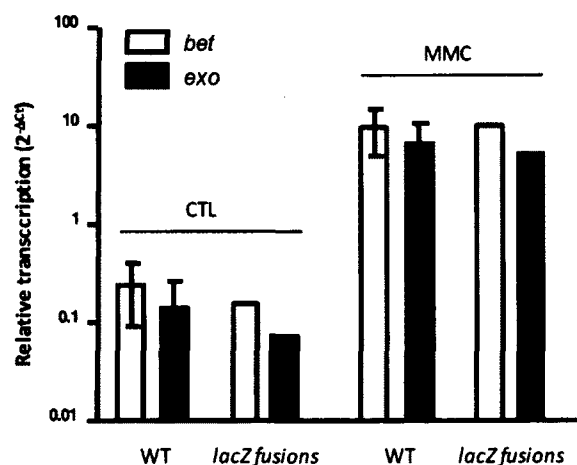 100
bet
exo
MMC
10
CTL
1
0.1
0.01
Relative transccription (2-ΔCt)
WT
lacZ fusions
WT
lacZ fusions